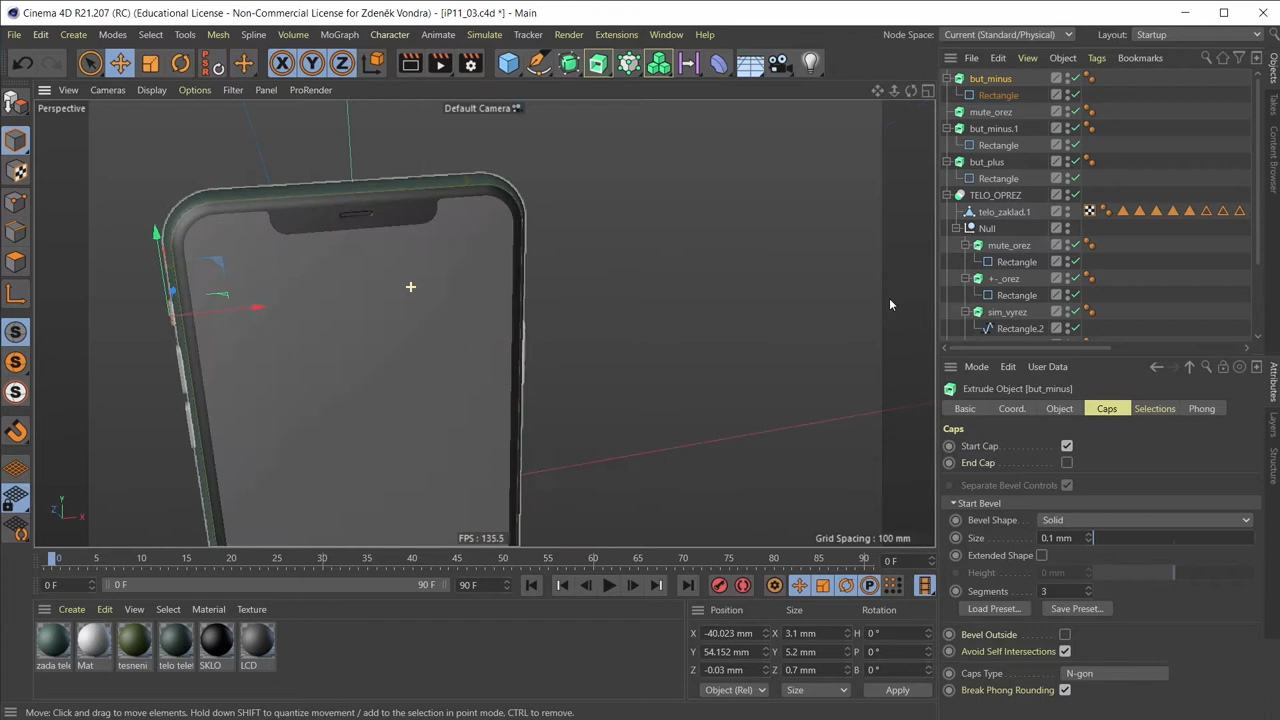 Cinema 4D R21.207 (RC) (Educational License - Non-Commercial License for Zdeněk Vondra) - [iP11_03.c4d *] - Main
File Edit Create Modes Select Tools Mesh Spline Volume MoGraph Character Animate Simulate Tracker Render Extensions Window Help Node Space: Current (Standard/Physical) Layout: Startup
PSR
0
X Y Z
File Edit View Object Tags Bookmarks
View Cameras Display Options Filter Panel ProRender
Perspective
Default Camera
but_minus
Rectangle
mute_orez
but_minus.1
Rectangle
but_plus
Rectangle
TELO_OPREZ
telo_zaklad.1
Null
mute_orez
Rectangle
+-_orez
Rectangle
sim_vyrez
Rectangle.2
Objects
Takes
Content Browser
Attributes
Layers
Structure
S
S
S
Y
Z
X
FPS : 135.5
Grid Spacing : 100 mm
Mode Edit User Data
Extrude Object [but_minus]
Basic Coord. Object Caps Selections Phong
Caps
Start Cap
End Cap
Separate Bevel Controls
Start Bevel
Bevel Shape Solid
Size 0.1 mm
Extended Shape
Height 0 mm
Segments 3
Load Preset... Save Preset...
Bevel Outside
Avoid Self Intersections
Caps Type N-gon
Break Phong Rounding
0 5 10 15 20 25 30 35 40 45 50 55 60 65 70 75 80 85 90 0 F
0 F 0 F 90 F 90 F
P
Create Edit View Select Material Texture
zada tele Mat tesneni telo telef SKLO LCD
Position Size Rotation
X -40.023 mm X 3.1 mm H 0 °
Y 54.152 mm Y 5.2 mm P 0 °
Z -0.03 mm Z 0.7 mm B 0 °
Object (Rel) Size Apply
Move: Click and drag to move elements. Hold down SHIFT to quantize movement / add to the selection in point mode, CTRL to remove.